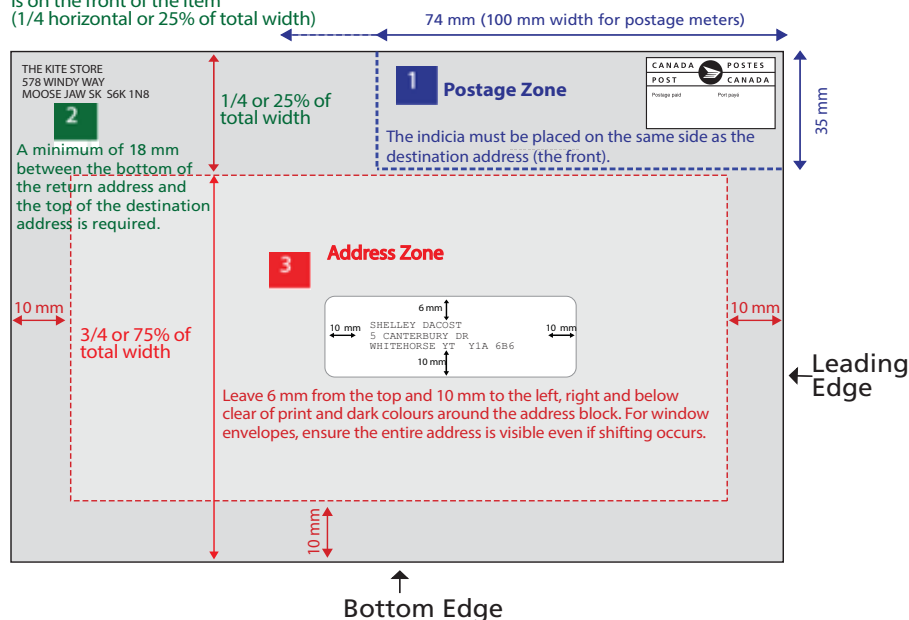 is on the front of the item
(1/4 horizontal or 25% of total width)
74 mm (100 mm width for postage meters)
THE KITE STORE
578 WINDY WAY
MOOSE JAW SK S6K 1N8
2
A minimum of 18 mm
between the bottom of
the return address and
the top of the destination
address is required.
1/4 or 25% of
total width
1
Postage Zone
The indicia must be placed on the same side as the
destination address (the front).
CANADA POSTES
POST CANADA
Postage paid Port payé
35 mm
3
Address Zone
10 mm
3/4 or 75% of
total width
6 mm
10 mm
SHELLEY DACOST
5 CANTERBURY DR
WHITEHORSE YT Y1A 6B6
10 mm
10 mm
10 mm
Leave 6 mm from the top and 10 mm to the left, right and below
clear of print and dark colours around the address block. For window
envelopes, ensure the entire address is visible even if shifting occurs.
Leading
Edge
10 mm
Bottom Edge